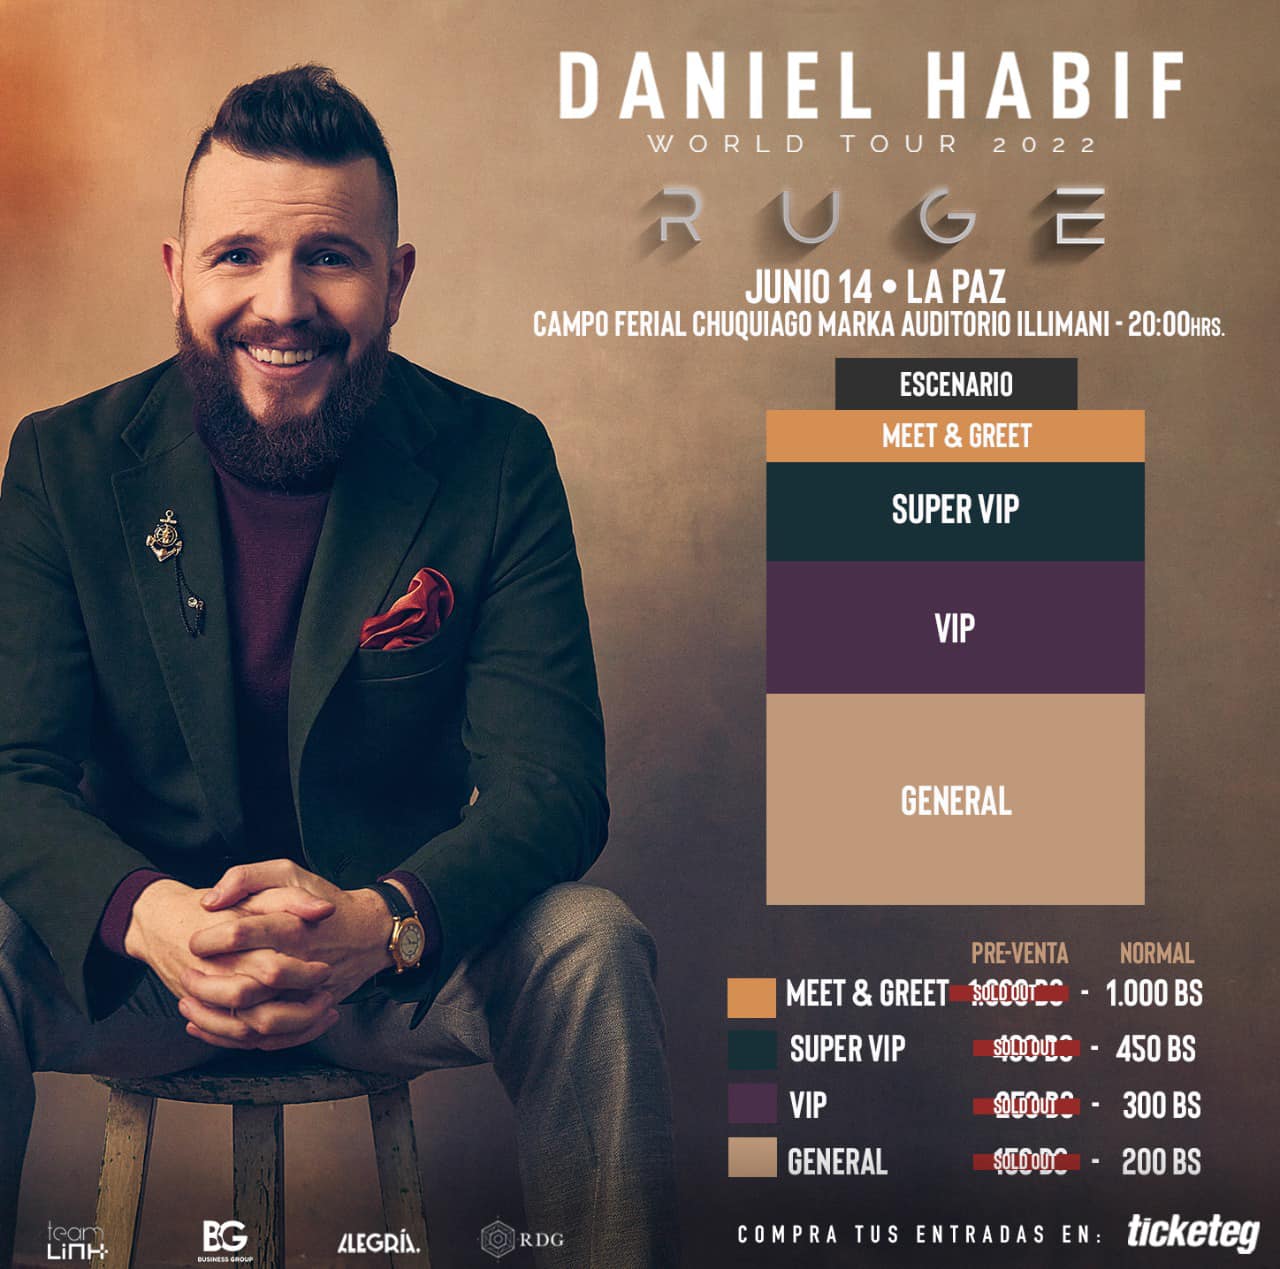 DANIEL HABIF
WORLD TOUR 2022
RUGE
JUNIO 14 • LA PAZ
CAMPO FERIAL CHUQUIAGO MARKA AUDITORIO ILLIMANI - 20:00HRS.
ESCENARIO
MEET & GREET
SUPER VIP
VIP
GENERAL
PRE-VENTA NORMAL
MEET & GREET SOLD OUT - 1.000 BS
SUPER VIP SOLD OUT - 450 BS
VIP SOLD OUT - 300 BS
GENERAL SOLD OUT - 200 BS
COMPRA TUS ENTRADAS EN: ticketeg
team
LINK
BG
BUSINESS GROUP
ALEGRÍA.
RDG